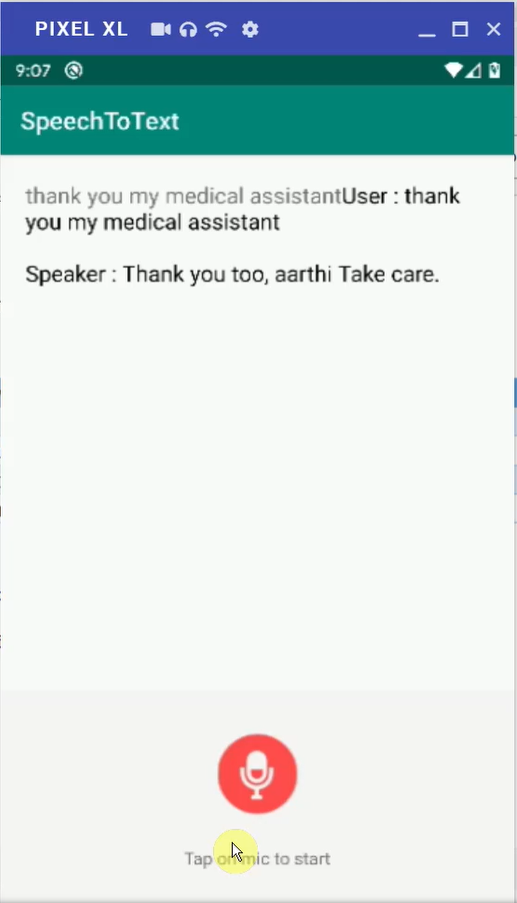 PIXEL XL
9:07
SpeechToText
thank you my medical assistantUser : thank
you my medical assistant
Speaker : Thank you too, aarthi Take care.
Tap on mic to start